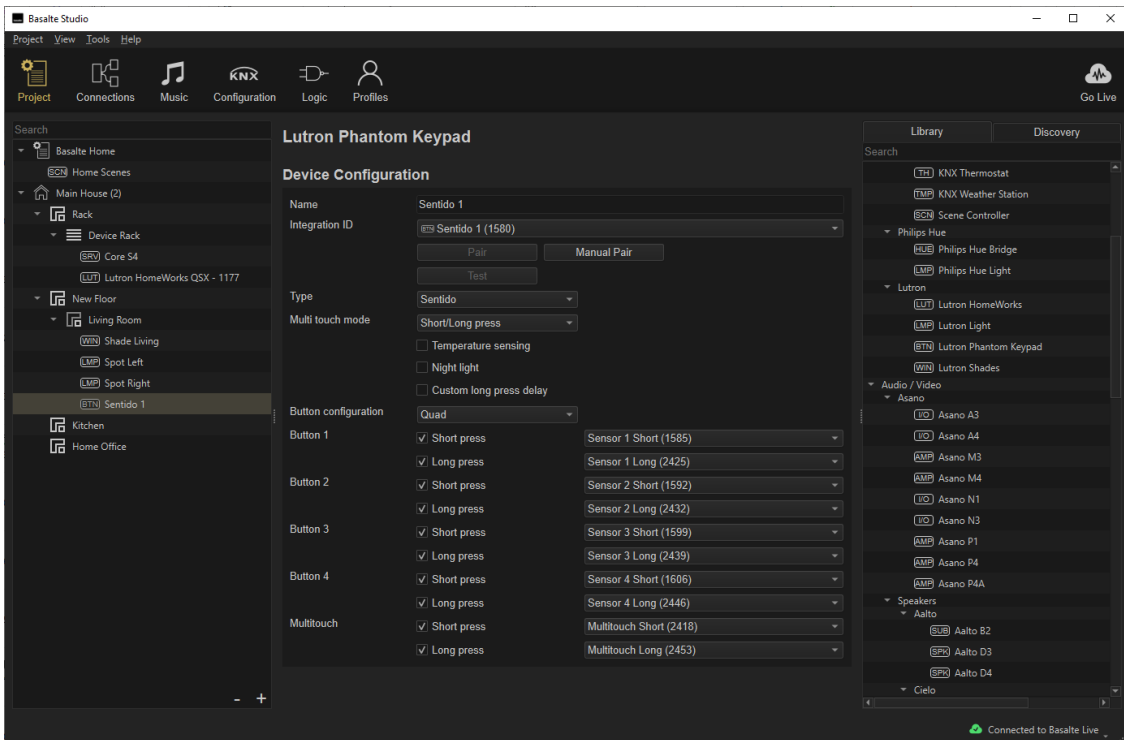 Basalte Studio
Project View Tools Help
Project
Connections
Music
KNX
Configuration
Logic
Profiles
Go Live
Search
Basalte Home
SCN Home Scenes
Main House (2)
Rack
Device Rack
SRV Core S4
LUT Lutron HomeWorks QSX - 1177
New Floor
Living Room
WIN Shade Living
LMP Spot Left
LMP Spot Right
BTN Sentido 1
Kitchen
Home Office
- +
Lutron Phantom Keypad
Device Configuration
Name Sentido 1
Integration ID BTN Sentido 1 (1580)
Pair Manual Pair
Test
Type Sentido
Multi touch mode Short/Long press
Temperature sensing
Night light
Custom long press delay
Button configuration Quad
Button 1 Short press Sensor 1 Short (1585)
Long press Sensor 1 Long (2425)
Button 2 Short press Sensor 2 Short (1592)
Long press Sensor 2 Long (2432)
Button 3 Short press Sensor 3 Short (1599)
Long press Sensor 3 Long (2439)
Button 4 Short press Sensor 4 Short (1606)
Long press Sensor 4 Long (2446)
Multitouch Short press Multitouch Short (2418)
Long press Multitouch Long (2453)
Library Discovery
Search
TH KNX Thermostat
TMP KNX Weather Station
SCN Scene Controller
Philips Hue
HUE Philips Hue Bridge
LMP Philips Hue Light
Lutron
LUT Lutron HomeWorks
LMP Lutron Light
BTN Lutron Phantom Keypad
WIN Lutron Shades
Audio / Video
Asano
I/O Asano A3
I/O Asano A4
AMP Asano M3
AMP Asano M4
I/O Asano N1
I/O Asano N3
AMP Asano P1
AMP Asano P4
AMP Asano P4A
Speakers
Aalto
SUB Aalto B2
SPK Aalto D3
SPK Aalto D4
Cielo
Connected to Basalte Live